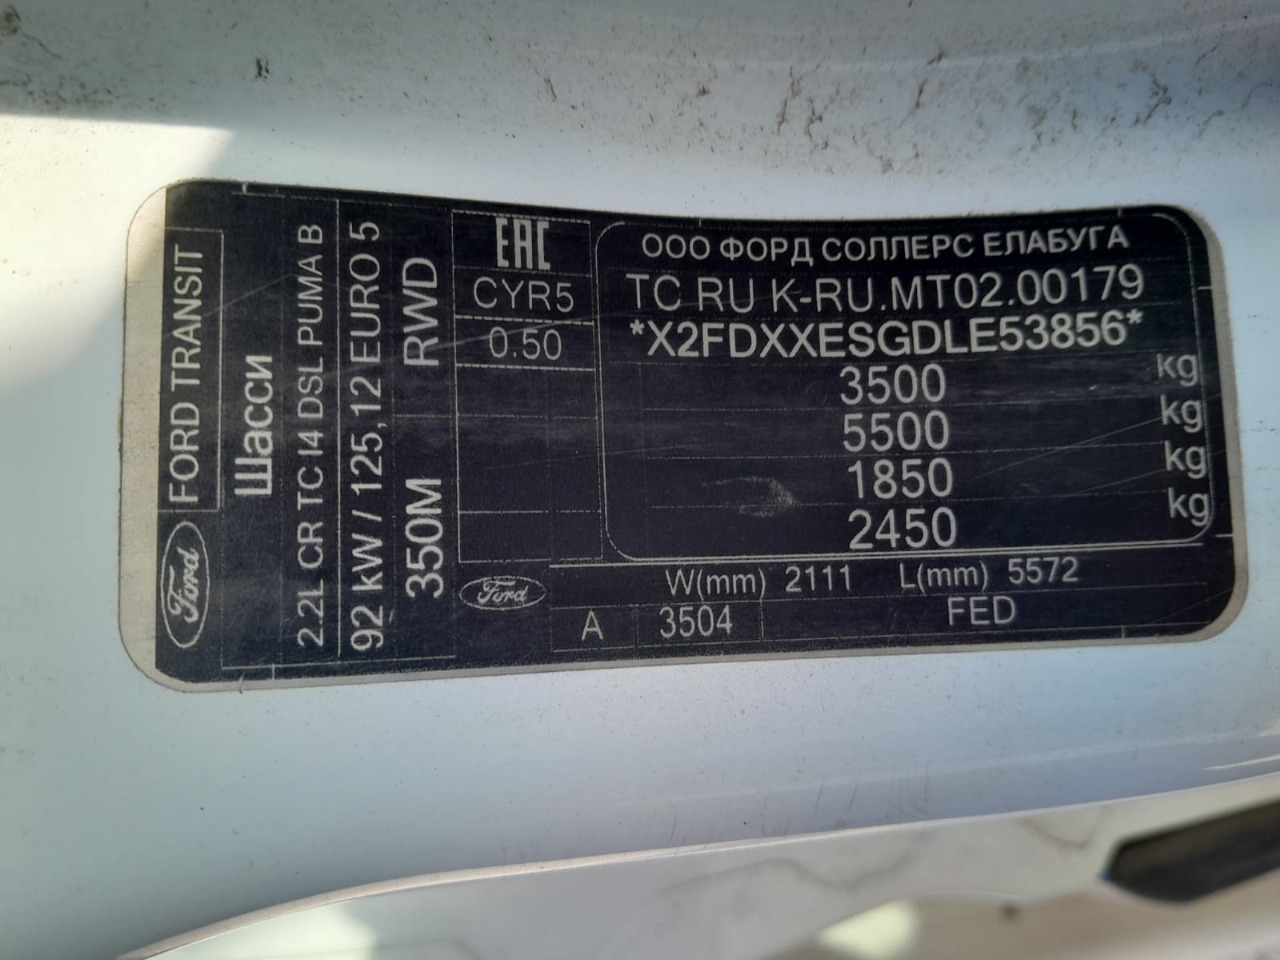 Ford
FORD TRANSIT
Шасси
2.2L CR TC I4 DSL PUMA B
92 kW / 125,12 EURO 5
350M RWD
EAC
CYR5
0.50
ООО ФОРД СОЛЛЕРС ЕЛАБУГА
TC RU K-RU.MT02.00179
*X2FDXXESGDLE53856*
3500 kg
5500 kg
1850 kg
2450 kg
Ford
W(mm) 2111 L(mm) 5572
A 3504 FED